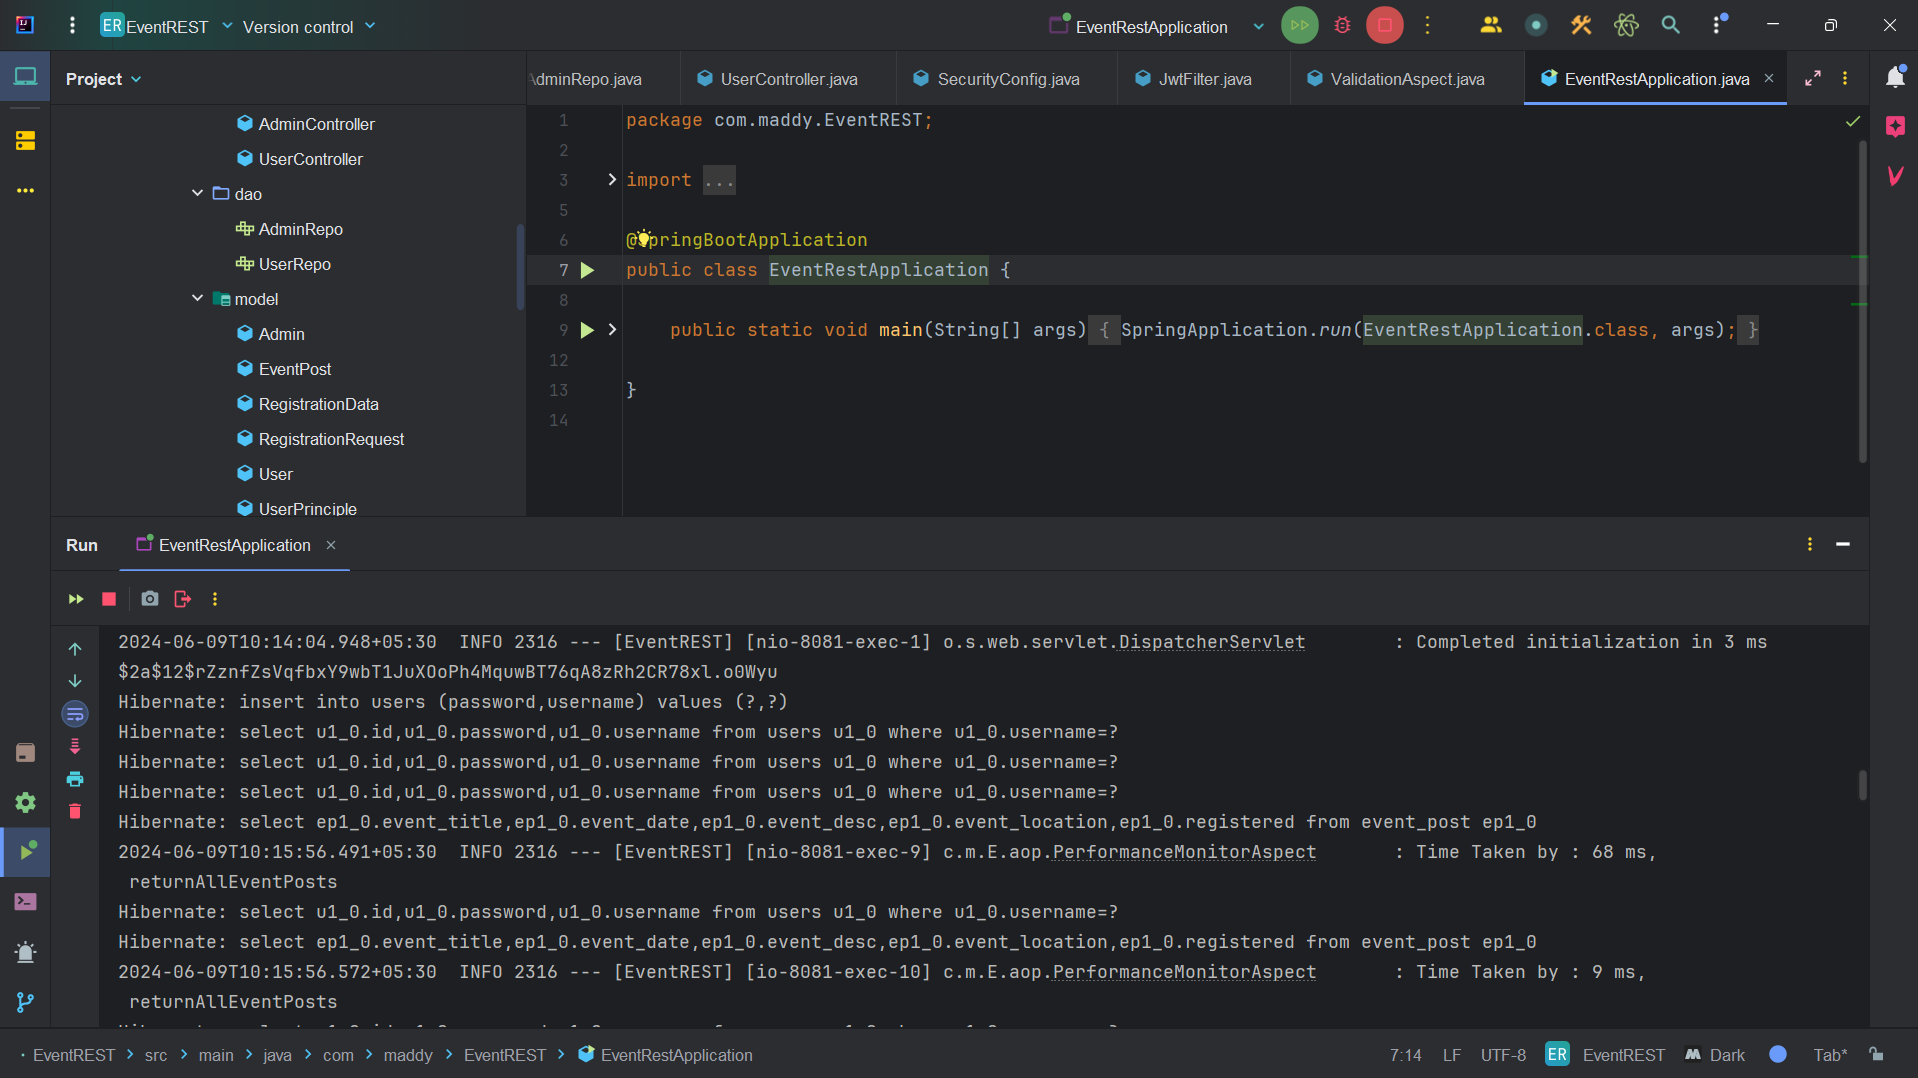 ER EventREST Version control EventRestApplication
Project
AdminController
UserController
dao
AdminRepo
UserRepo
model
Admin
EventPost
RegistrationData
RegistrationRequest
User
UserPrinciple
dminRepo.java UserController.java SecurityConfig.java JwtFilter.java ValidationAspect.java EventRestApplication.java
1 package com.maddy.EventREST;
2
3 import ...
5
6 @SpringBootApplication
7 public class EventRestApplication {
8
9 public static void main(String[] args) { SpringApplication.run(EventRestApplication.class, args); }
12
13 }
14
Run EventRestApplication
2024-06-09T10:14:04.948+05:30 INFO 2316 --- [EventREST] [nio-8081-exec-1] o.s.web.servlet.DispatcherServlet : Completed initialization in 3 ms
$2a$12$rZznfZsVqfbxY9wbT1JuXOoPh4MquwBT76qA8zRh2CR78xl.o0Wyu
Hibernate: insert into users (password,username) values (?,?)
Hibernate: select u1_0.id,u1_0.password,u1_0.username from users u1_0 where u1_0.username=?
Hibernate: select u1_0.id,u1_0.password,u1_0.username from users u1_0 where u1_0.username=?
Hibernate: select u1_0.id,u1_0.password,u1_0.username from users u1_0 where u1_0.username=?
Hibernate: select ep1_0.event_title,ep1_0.event_date,ep1_0.event_desc,ep1_0.event_location,ep1_0.registered from event_post ep1_0
2024-06-09T10:15:56.491+05:30 INFO 2316 --- [EventREST] [nio-8081-exec-9] c.m.E.aop.PerformanceMonitorAspect : Time Taken by : 68 ms,
returnAllEventPosts
Hibernate: select u1_0.id,u1_0.password,u1_0.username from users u1_0 where u1_0.username=?
Hibernate: select ep1_0.event_title,ep1_0.event_date,ep1_0.event_desc,ep1_0.event_location,ep1_0.registered from event_post ep1_0
2024-06-09T10:15:56.572+05:30 INFO 2316 --- [EventREST] [io-8081-exec-10] c.m.E.aop.PerformanceMonitorAspect : Time Taken by : 9 ms,
returnAllEventPosts
EventREST > src > main > java > com > maddy > EventREST > EventRestApplication 7:14 LF UTF-8 ER EventREST Dark Tab*